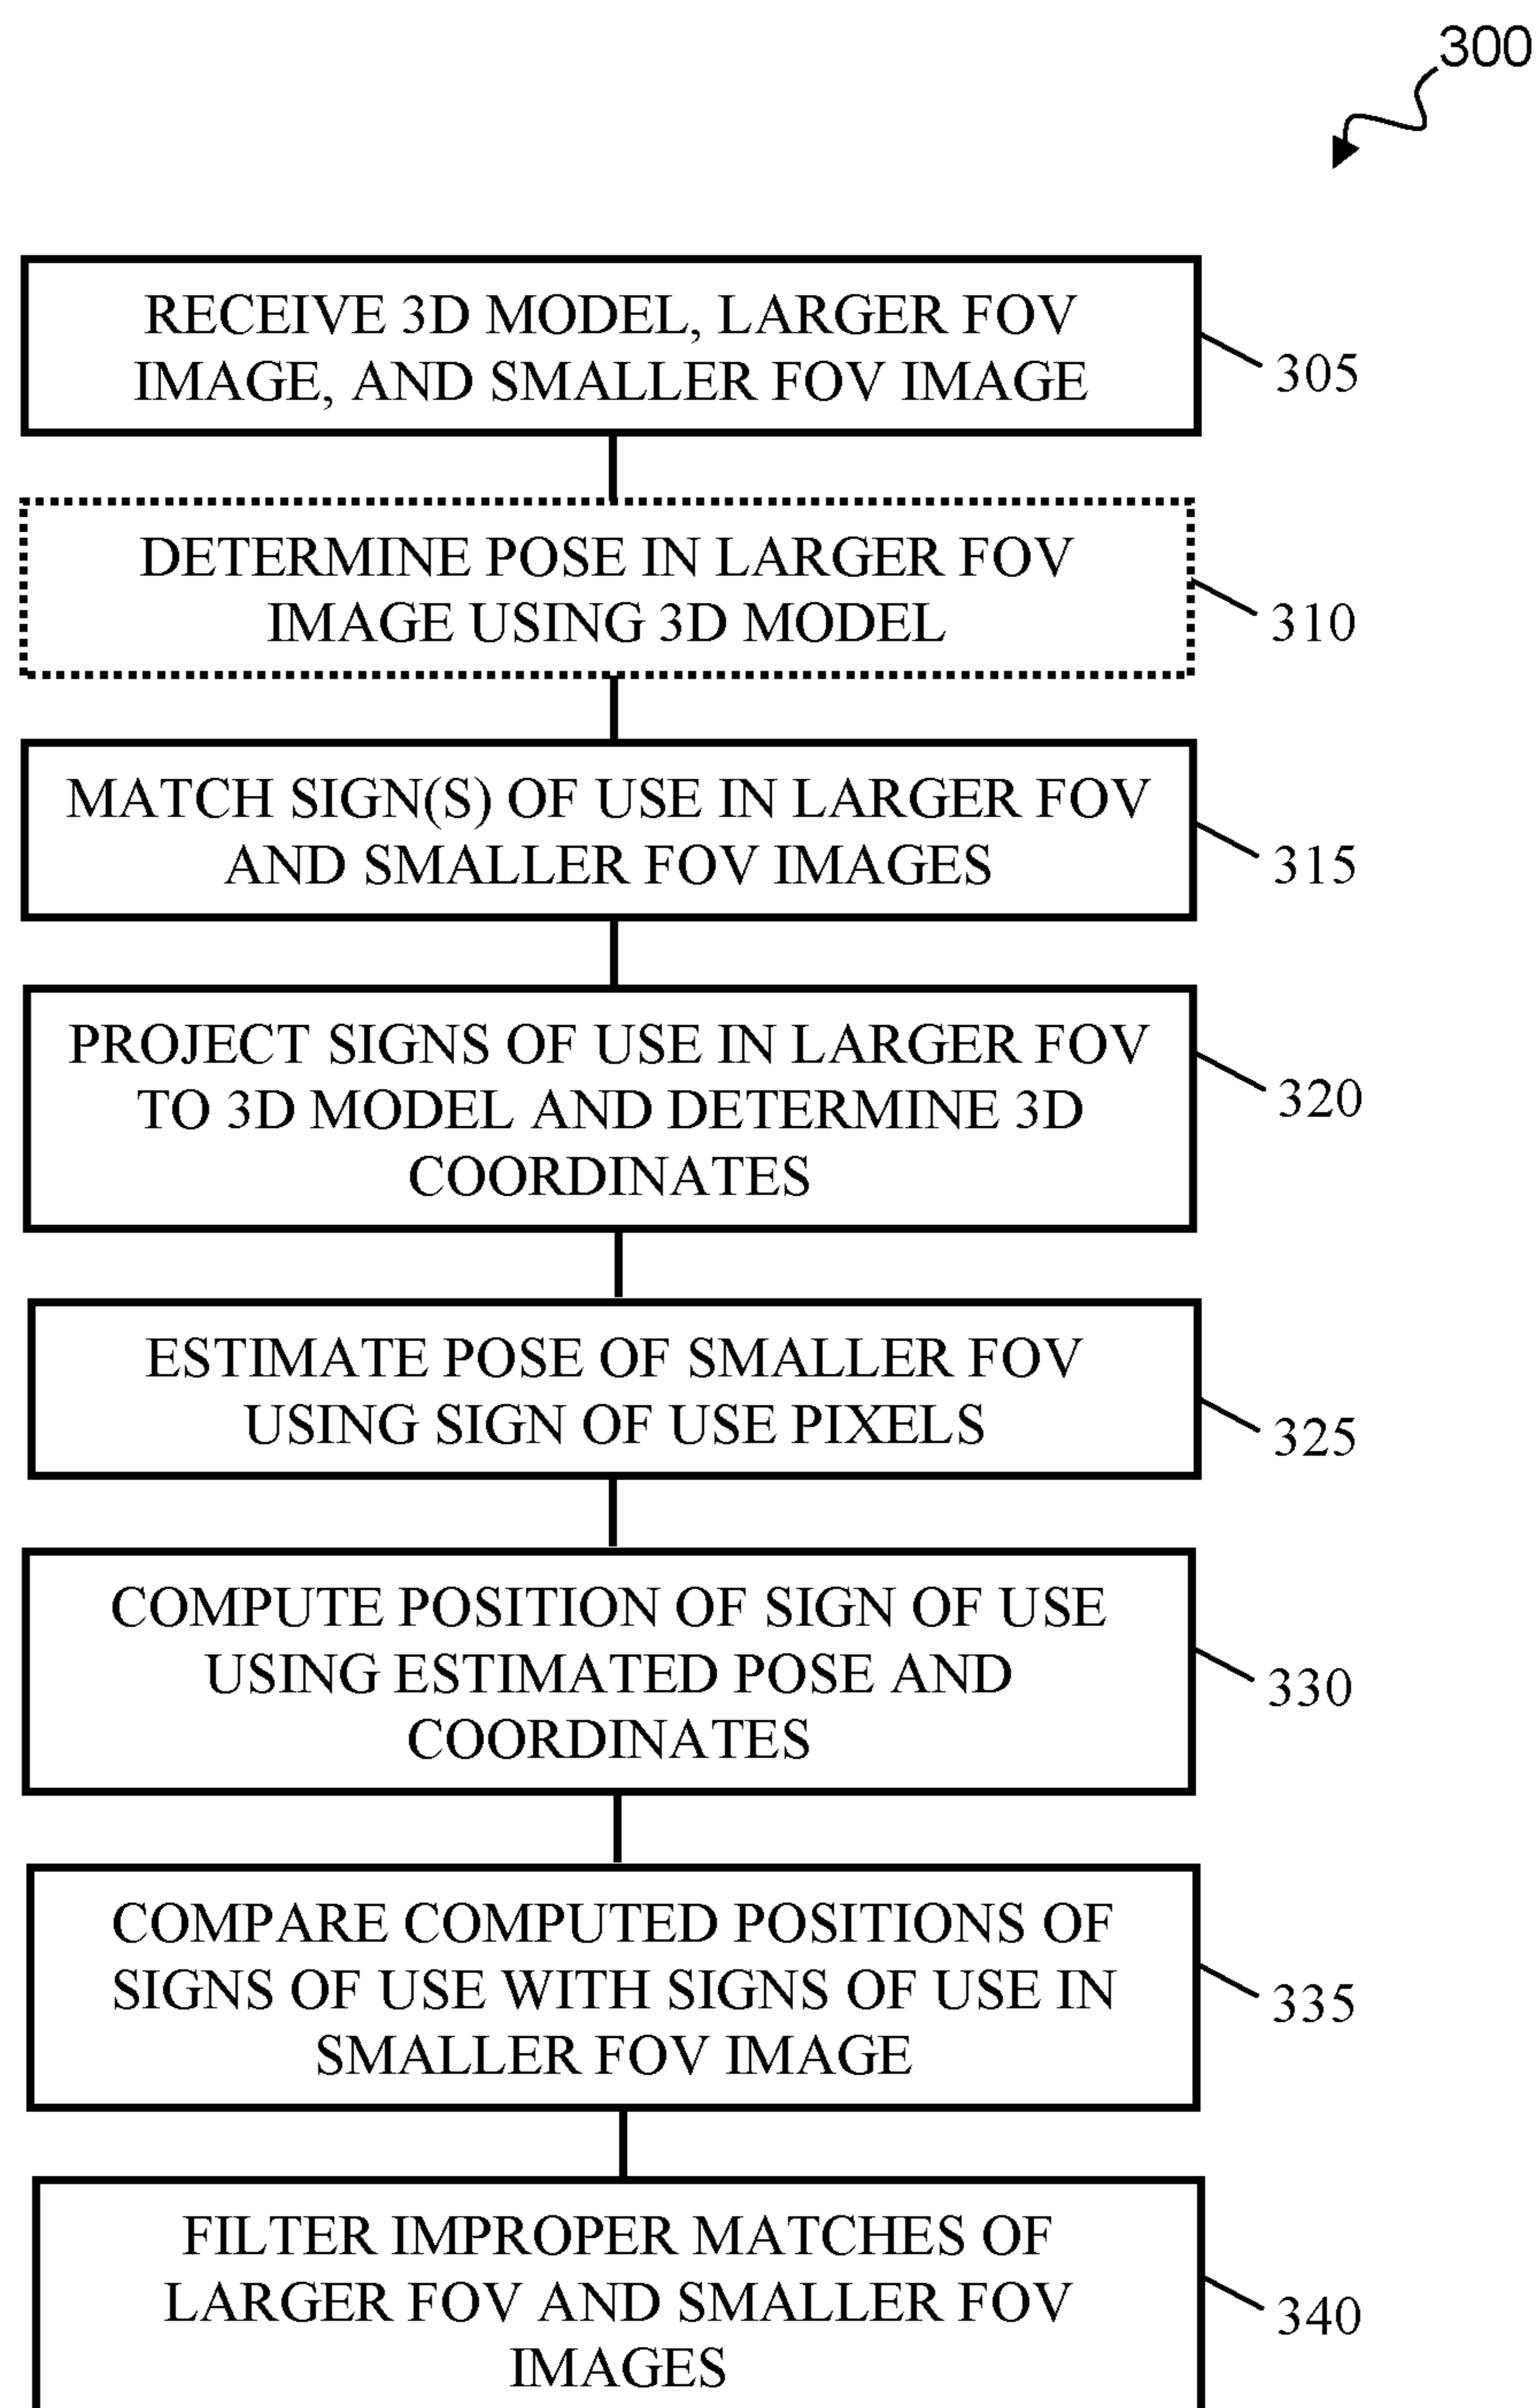 300
RECEIVE 3D MODEL, LARGER FOV
IMAGE, AND SMALLER FOV IMAGE
305
DETERMINE POSE IN LARGER FOV
IMAGE USING 3D MODEL
310
MATCH SIGN(S) OF USE IN LARGER FOV
AND SMALLER FOV IMAGES
315
PROJECT SIGNS OF USE IN LARGER FOV
TO 3D MODEL AND DETERMINE 3D
COORDINATES
320
ESTIMATE POSE OF SMALLER FOV
USING SIGN OF USE PIXELS
325
COMPUTE POSITION OF SIGN OF USE
USING ESTIMATED POSE AND
COORDINATES
330
COMPARE COMPUTED POSITIONS OF
SIGNS OF USE WITH SIGNS OF USE IN
SMALLER FOV IMAGE
335
FILTER IMPROPER MATCHES OF
LARGER FOV AND SMALLER FOV
IMAGES
340